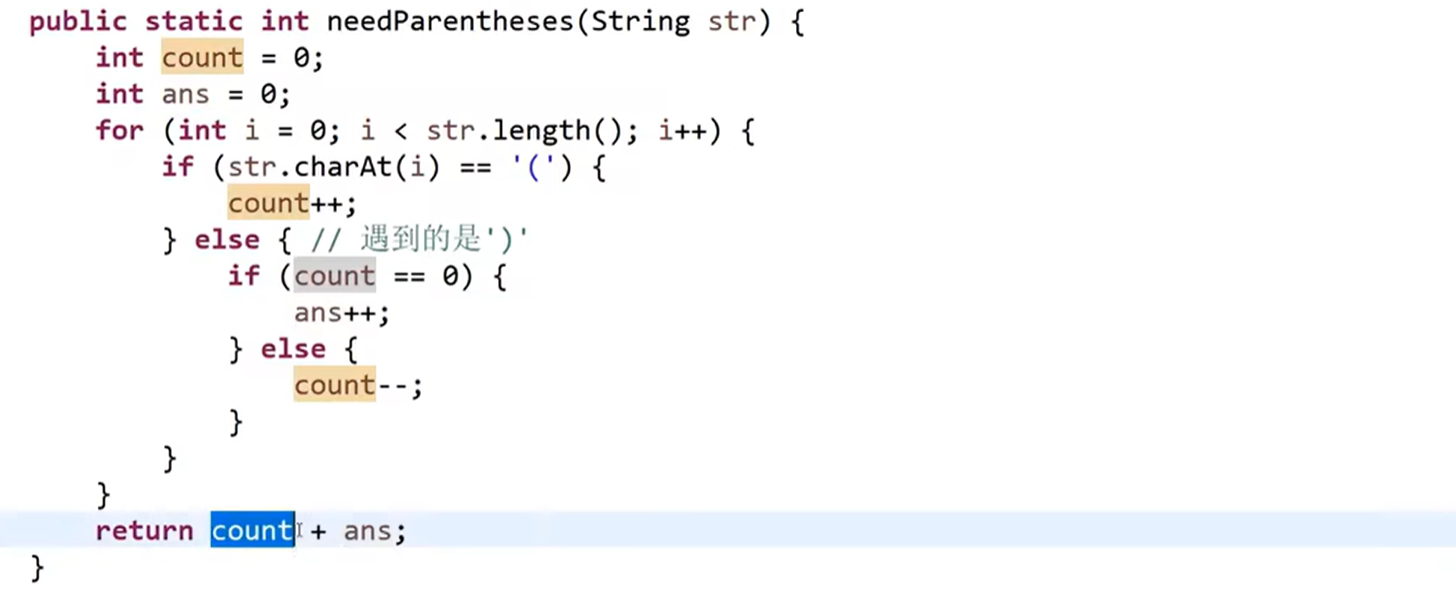 public static int needParentheses(String str) {
    int count = 0;
    int ans = 0;
    for (int i = 0; i < str.length(); i++) {
        if (str.charAt(i) == '(') {
            count++;
        } else { // 遇到的是')'
            if (count == 0) {
                ans++;
            } else {
                count--;
            }
        }
    }
    return count + ans;
}